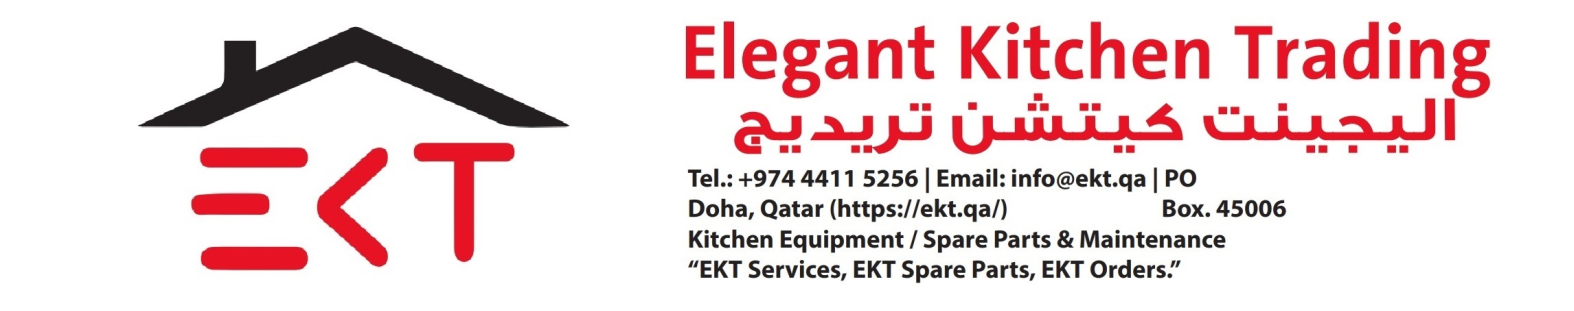 EKT
Elegant Kitchen Trading
اليجينت كيتشن تريديج
Tel.: +974 4411 5256 | Email: info@ekt.qa | PO
Doha, Qatar (https://ekt.qa/) Box. 45006
Kitchen Equipment / Spare Parts & Maintenance
“EKT Services, EKT Spare Parts, EKT Orders.”